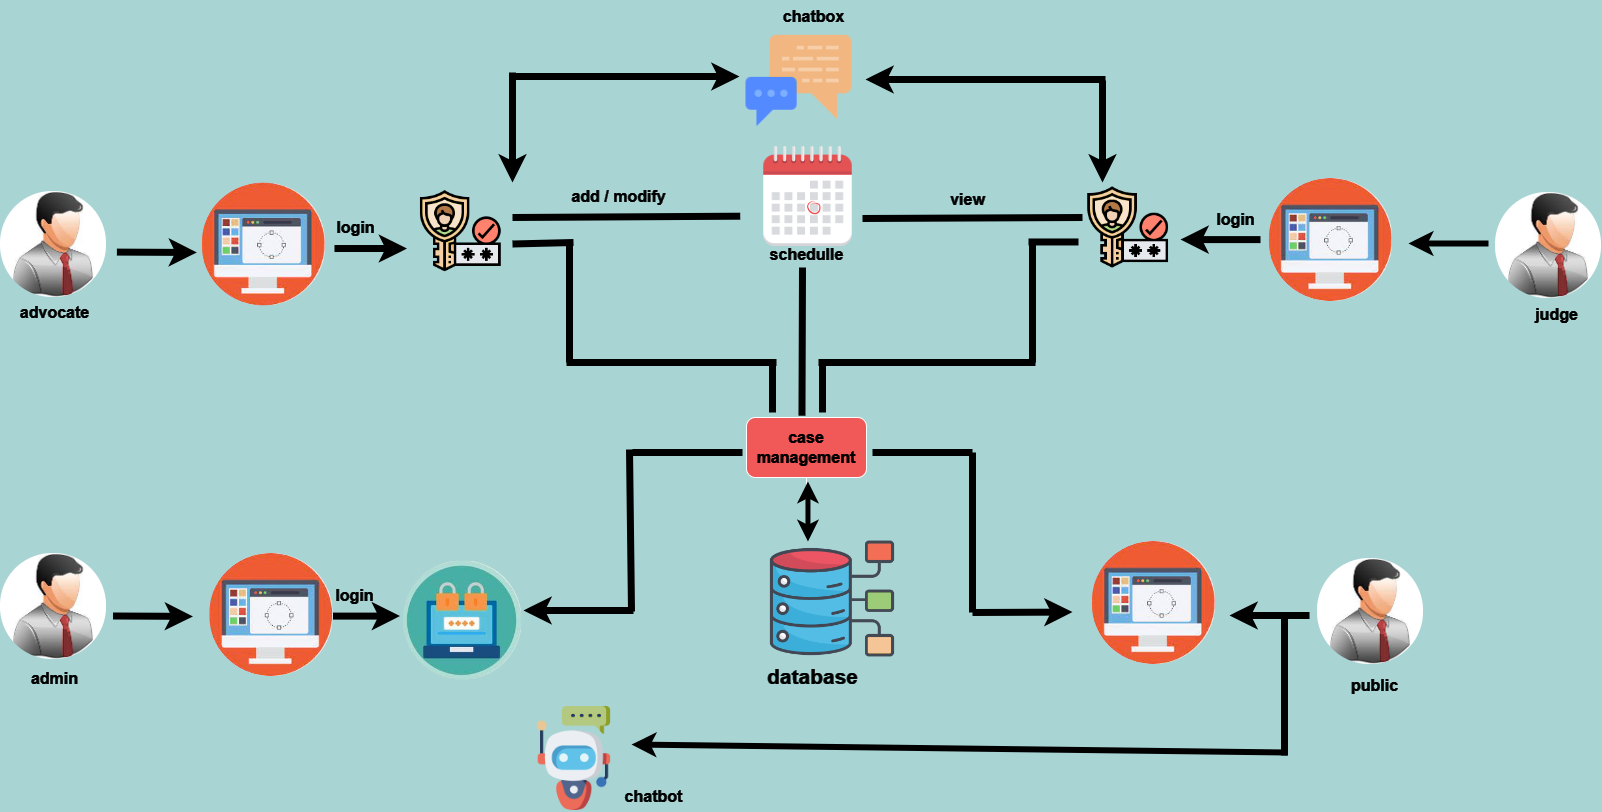 chatbox
add / modify
view
login
login
schedulle
advocate
judge
case
management
login
admin
database
public
chatbot